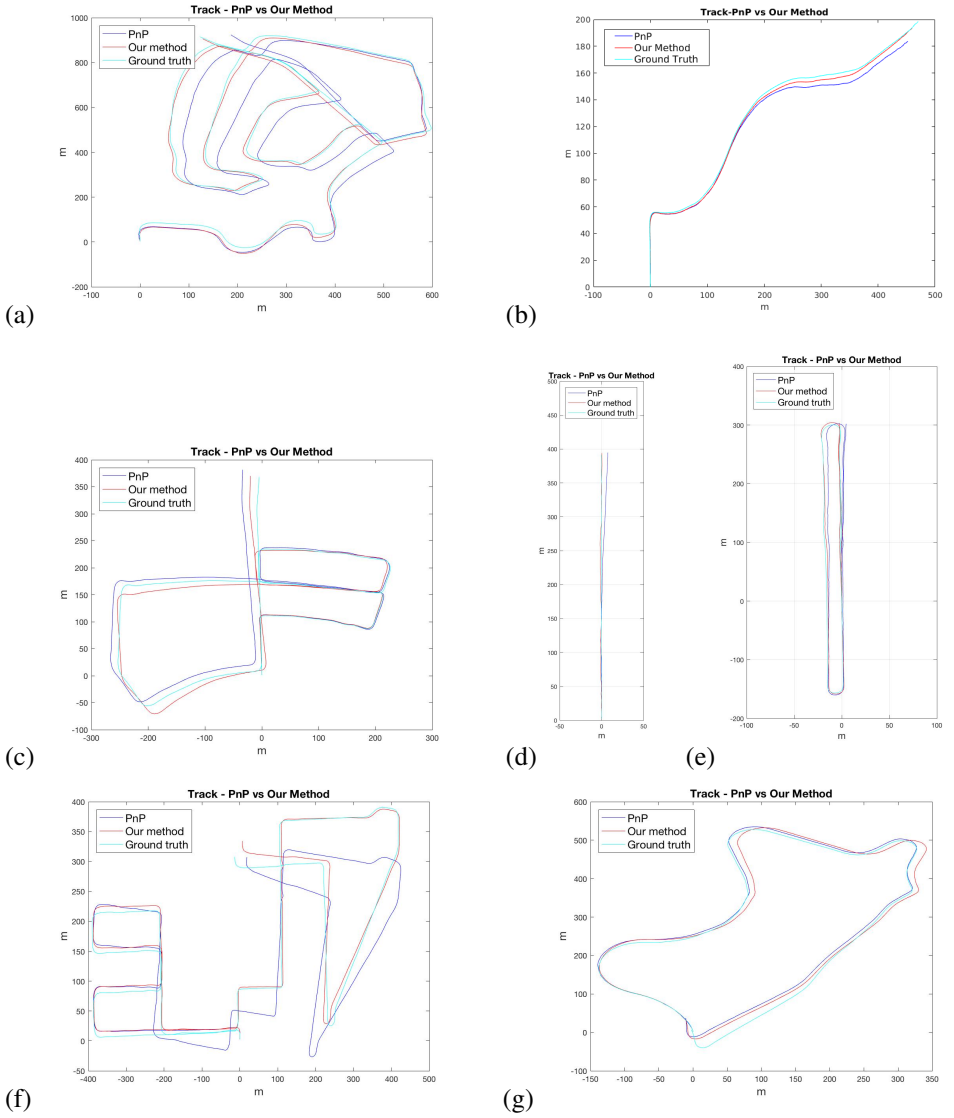 Track - PnP vs Our Method
PnP
Our method
Ground truth
1000
800
600
400
200
0
-200
m
-100 0 100 200 300 400 500 600
m
(a)
Track-PnP vs Our Method
PnP
Our Method
Ground Truth
200
180
160
140
120
100
80
60
40
20
0
m
-100 0 100 200 300 400 500
m
(b)
Track - PnP vs Our Method
PnP
Our method
Ground truth
400
350
300
250
200
150
100
50
0
-50
-100
m
-300 -200 -100 0 100 200 300
m
(c)
Track - PnP vs Our Method
PnP
Our method
Ground truth
500
450
400
350
300
250
200
150
100
50
0
m
-50 0 50
m
(d)
Track - PnP vs Our Method
PnP
Our method
Ground truth
400
300
200
100
0
-100
-200
m
-100 -50 0 50 100
m
(e)
Track - PnP vs Our Method
PnP
Our method
Ground truth
400
350
300
250
200
150
100
50
0
-50
m
-400 -300 -200 -100 0 100 200 300 400 500
m
(f)
Track - PnP vs Our Method
PnP
Our method
Ground truth
600
500
400
300
200
100
0
-100
m
-150 -100 -50 0 50 100 150 200 250 300 350
m
(g)